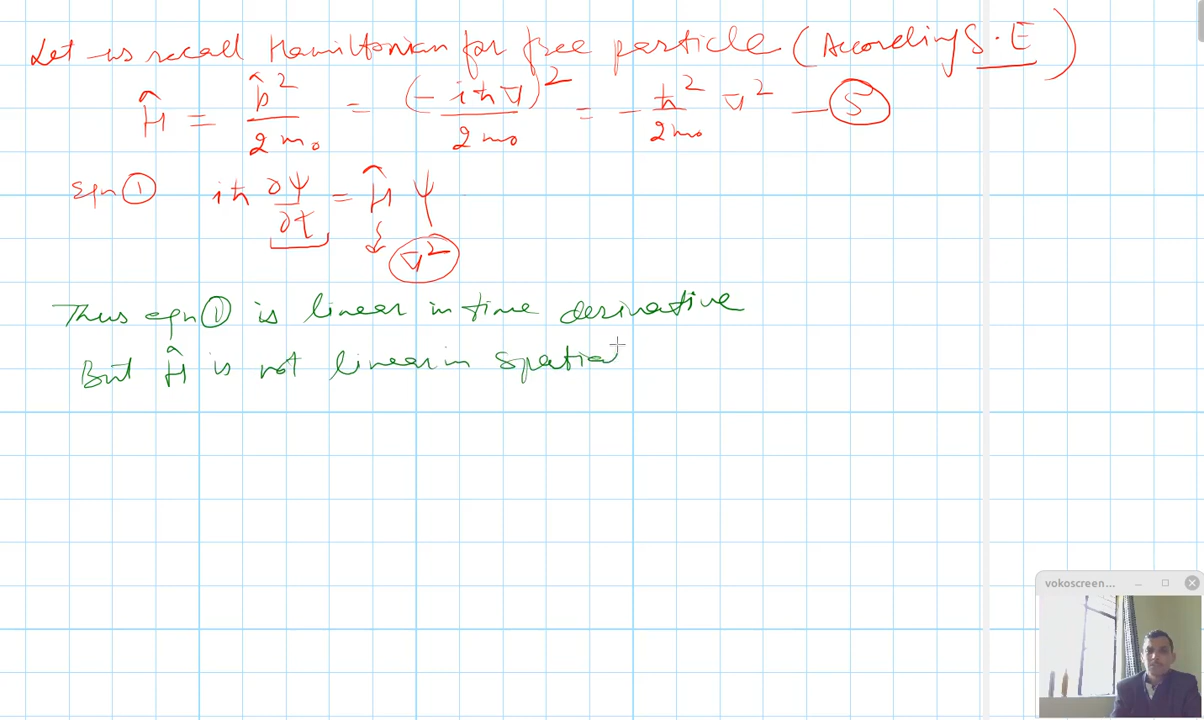 Let us recall Hamiltonian for free particle (According S.E)
Ĥ = p̂²/2m₀ = (-iħ∇)²/2m₀ = -ħ²/2m₀ ∇² — ⑤
Eqn ① iħ ∂Ψ/∂t = Ĥ Ψ
∇²
Thus eqn ① is linear in time derivative
But Ĥ is not linear in spatia
vokoscreen...